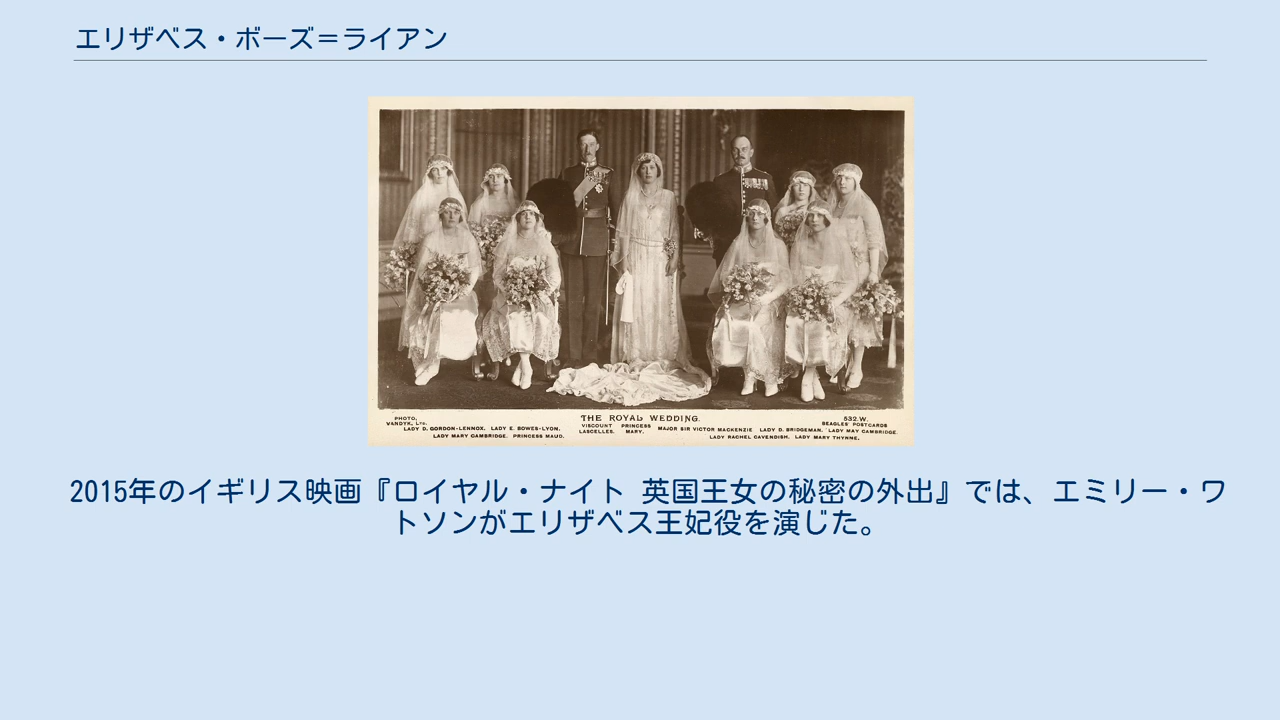 エリザベス・ボーズ＝ライアン
THE ROYAL WEDDING.
PHOTO,
VANDYK, LTD.
532.W.
BEAGLES' POSTCARDS
VISCOUNT PRINCESS
LASCELLES. MARY.
MAJOR SIR VICTOR MACKENZIE LADY D. BRIDGEMAN. LADY MAY CAMBRIDGE.
LADY D. GORDON-LENNOX. LADY E. BOWES-LYON.
LADY MARY CAMBRIDGE. PRINCESS MAUD.
LADY RACHEL CAVENDISH. LADY MARY THYNNE.
2015年のイギリス映画『ロイヤル・ナイト 英国王女の秘密の外出』では、エミリー・ワ
トソンがエリザベス王妃役を演じた。